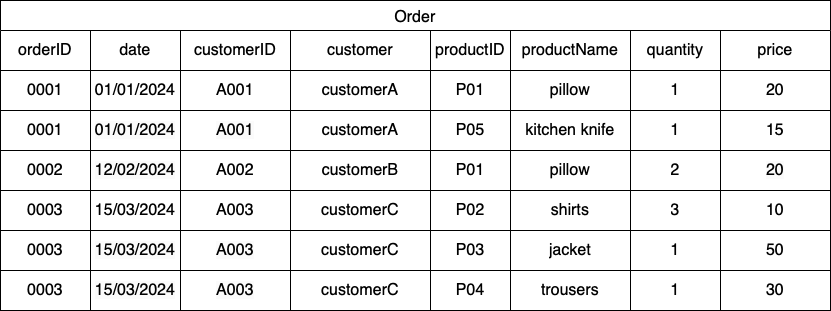 Order
orderID date customerID customer productID productName quantity price
0001 01/01/2024 A001 customerA P01 pillow 1 20
0001 01/01/2024 A001 customerA P05 kitchen knife 1 15
0002 12/02/2024 A002 customerB P01 pillow 2 20
0003 15/03/2024 A003 customerC P02 shirts 3 10
0003 15/03/2024 A003 customerC P03 jacket 1 50
0003 15/03/2024 A003 customerC P04 trousers 1 30